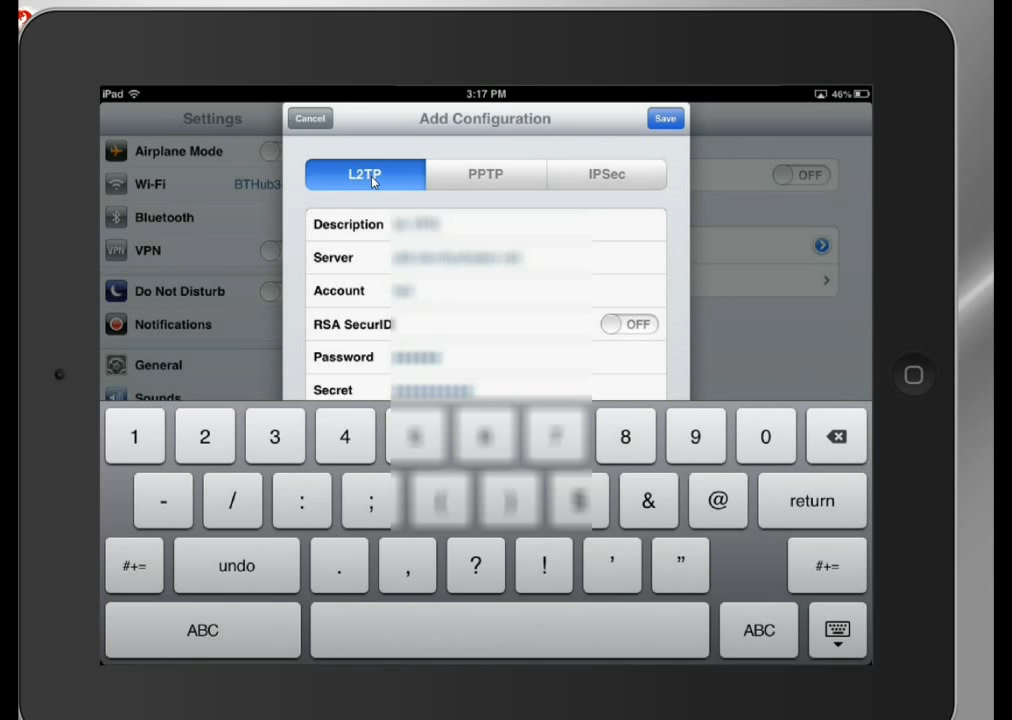 iPad 3:17 PM 46%
Settings
Cancel Add Configuration Save
Airplane Mode
L2TP PPTP IPSec
OFF
Wi-Fi BTHub3
Bluetooth
Description
VPN
Server
Do Not Disturb
Account
Notifications
RSA SecurID OFF
General
Password
Sounds
Secret
1 2 3 4 8 9 0
- / : ; & @ return
#+= undo . , ? ! ' " #+=
ABC ABC